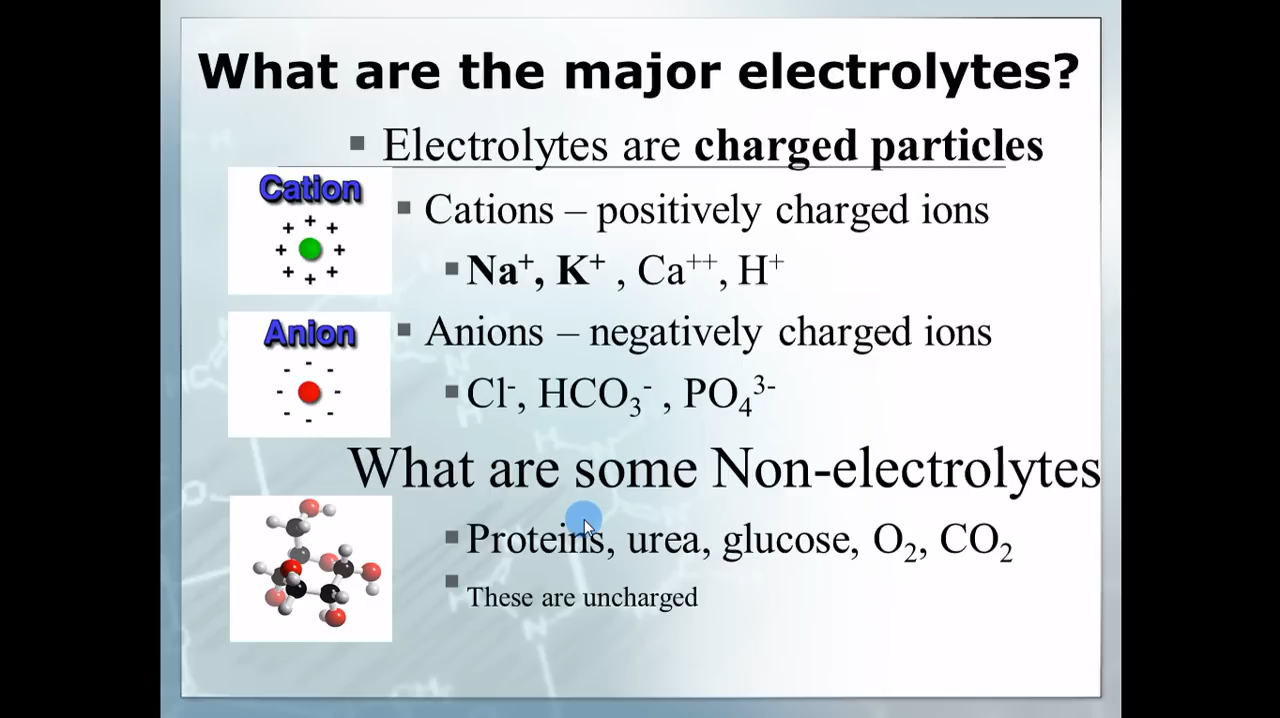 What are the major electrolytes?
Electrolytes are charged particles
Cation
Cations – positively charged ions
Na⁺, K⁺ , Ca⁺⁺, H⁺
Anion
Anions – negatively charged ions
Cl⁻, HCO₃⁻ , PO₄³⁻
What are some Non-electrolytes
Proteins, urea, glucose, O₂, CO₂
These are uncharged